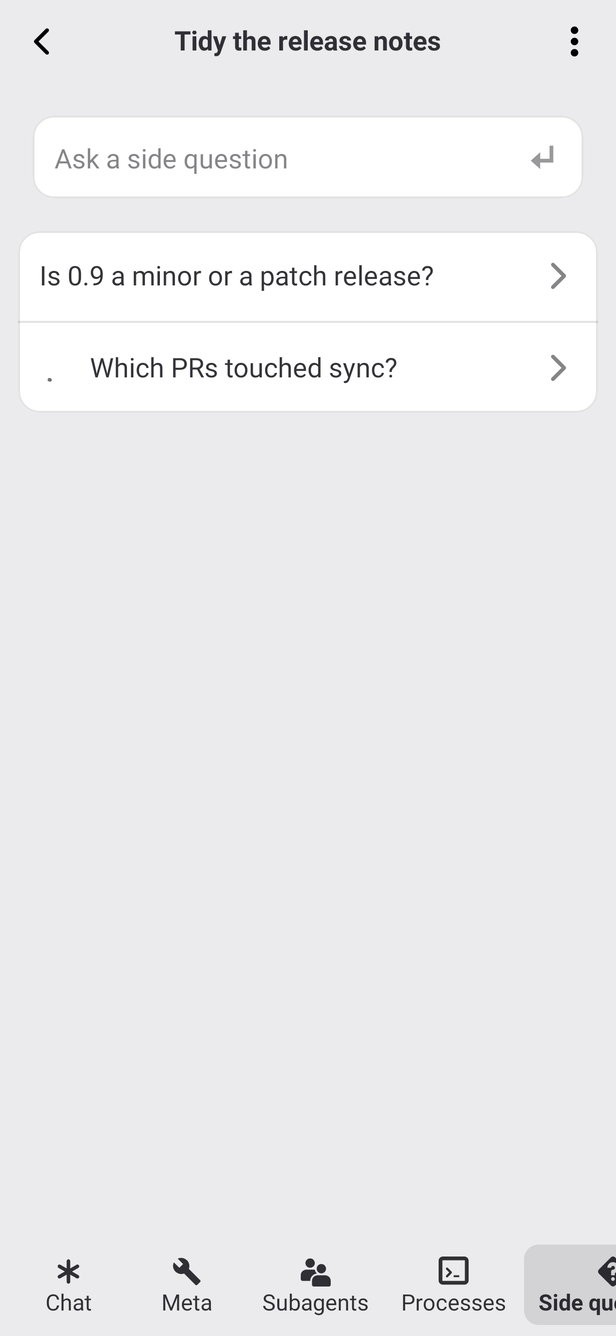 Tidy the release notes
Ask a side question
Is 0.9 a minor or a patch release?
Which PRs touched sync?
Chat
Meta
Subagents
Processes
Side qu